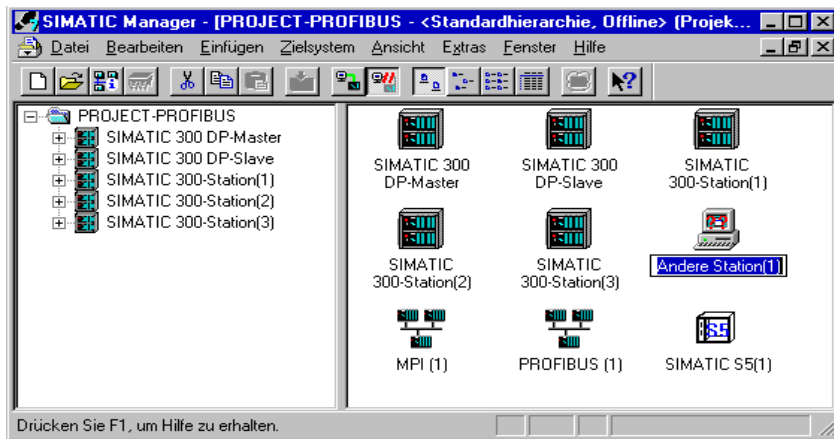 SIMATIC Manager - [PROJECT-PROFIBUS - <Standardhierarchie, Offline> (Projek...
Datei Bearbeiten Einfügen Zielsystem Ansicht Extras Fenster Hilfe
PROJECT-PROFIBUS
SIMATIC 300 DP-Master
SIMATIC 300 DP-Slave
SIMATIC 300-Station(1)
SIMATIC 300-Station(2)
SIMATIC 300-Station(3)
SIMATIC 300
DP-Master
SIMATIC 300
DP-Slave
SIMATIC
300-Station(1)
SIMATIC
300-Station(2)
SIMATIC
300-Station(3)
Andere Station(1)
MPI (1)
PROFIBUS (1)
S5
SIMATIC S5(1)
Drücken Sie F1, um Hilfe zu erhalten.